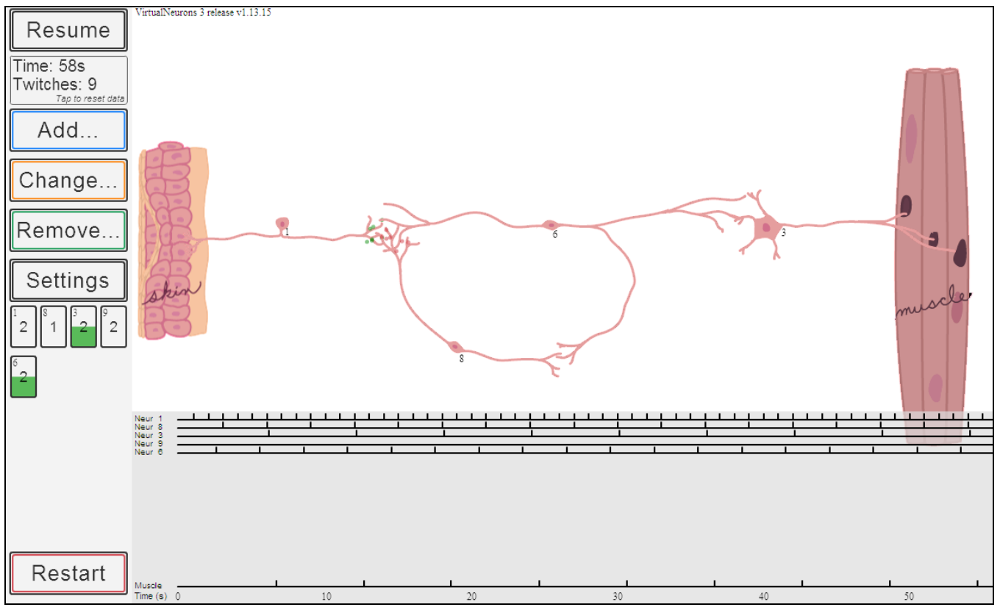 VirtualNeurons 3 release v1.13.15
Resume
Time: 58s
Twitches: 9
Tap to reset data
Add...
Change...
Remove...
Settings
1 2 8 1 3 2 9 2
6 2
Restart
skin
1
6
3
8
muscle
Neur 1
Neur 8
Neur 3
Neur 9
Neur 6
Muscle
Time (s) 0 10 20 30 40 50